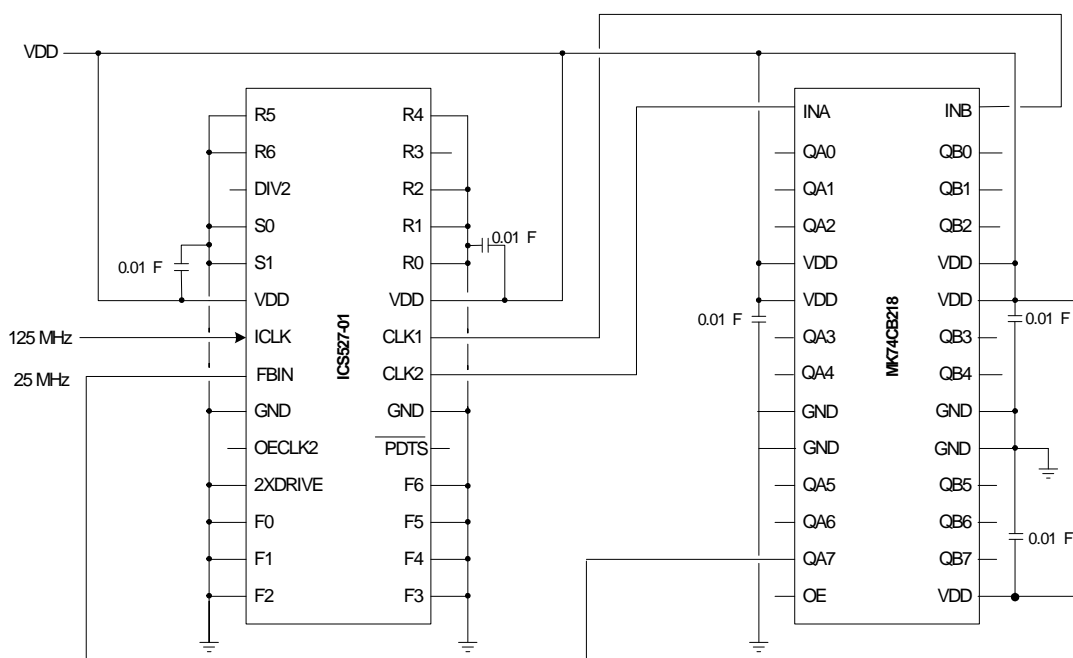 VDD
R5 R4 INA INB
R6 R3 QA0 QB0
DIV2 R2 QA1 QB1
S0 R1 QA2 QB2
0.01 F
0.01 F S1 R0 VDD VDD
VDD VDD VDD VDD
0.01 F 0.01 F
125 MHz ICLK CLK1 QA3 QB3
ICS527-01
MK74CB218
25 MHz FBIN CLK2 QA4 QB4
GND GND GND GND
OECLK2 PDTS GND GND
2XDRIVE F6 QA5 QB5
F0 F5 QA6 QB6
0.01 F
F1 F4 QA7 QB7
F2 F3 OE VDD